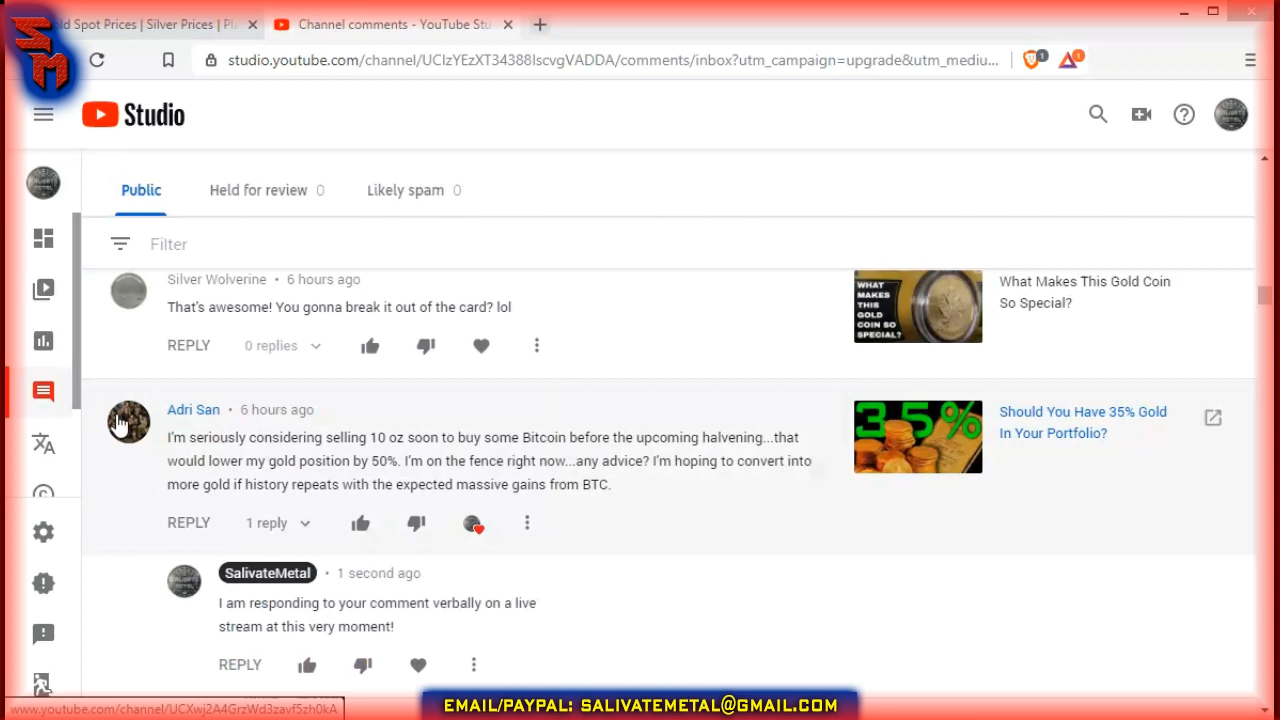 SM
old Spot Prices | Silver Prices | Pla
Channel comments - YouTube Stu
studio.youtube.com/channel/UCIzYEzXT34388IscvgVADDA/comments/inbox?utm_campaign=upgrade&utm_mediu...
1
1
Studio
Public
Held for review 0
Likely spam 0
Filter
Silver Wolverine • 6 hours ago
That's awesome! You gonna break it out of the card? lol
REPLY
0 replies
WHAT
MAKES
THIS
GOLD
COIN SO
SPECIAL?
What Makes This Gold Coin
So Special?
Adri San • 6 hours ago
I'm seriously considering selling 10 oz soon to buy some Bitcoin before the upcoming halvening...that
would lower my gold position by 50%. I'm on the fence right now...any advice? I'm hoping to convert into
more gold if history repeats with the expected massive gains from BTC.
REPLY
1 reply
35%
Should You Have 35% Gold
In Your Portfolio?
SalivateMetal • 1 second ago
I am responding to your comment verbally on a live
stream at this very moment!
REPLY
www.youtube.com/channel/UCXwj2A4GrzWd3zavf5zh0kA
EMAIL/PAYPAL: SALIVATEMETAL@GMAIL.COM